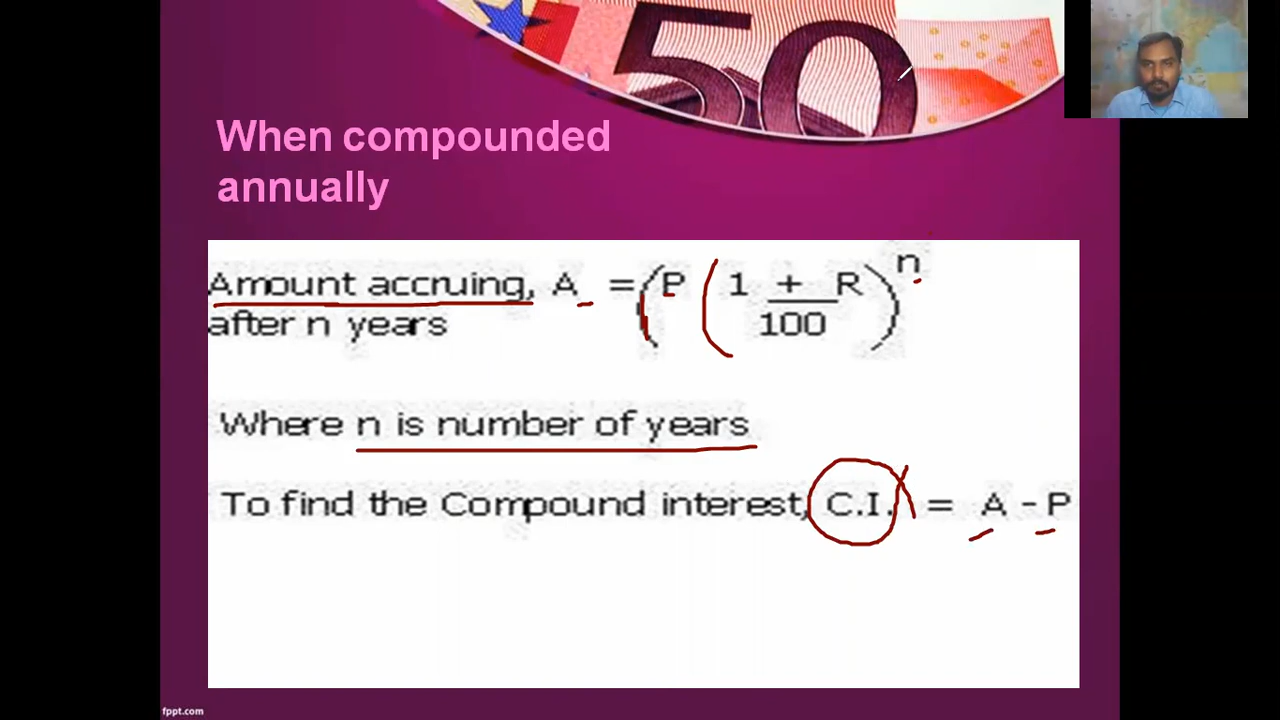 50
When compounded
annually
Amount accruing, A = (P (1 + R)^n
after n years 100
Where n is number of years
To find the Compound interest, C.I. = A - P
fppt.com